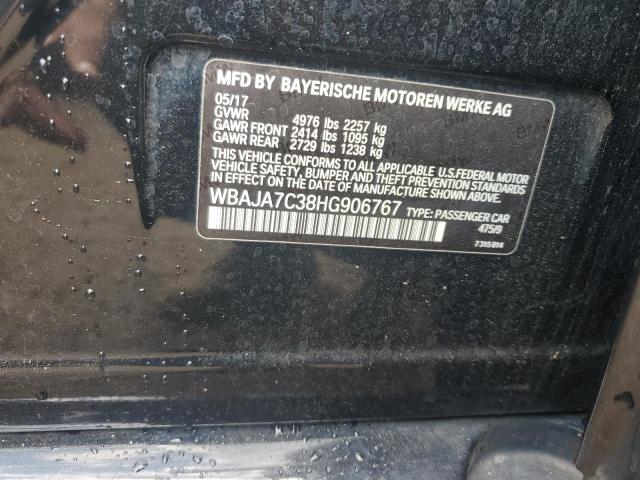 MFD BY BAYERISCHE MOTOREN WERKE AG
05/17
GVWR 4976 lbs 2257 kg
GAWR FRONT 2414 lbs 1095 kg
GAWR REAR 2729 lbs 1238 kg
THIS VEHICLE CONFORMS TO ALL APPLICABLE U.S. FEDERAL MOTOR
VEHICLE SAFETY, BUMPER AND THEFT PREVENTION STANDARDS
IN EFFECT ON THE DATE OF MANUFACTURE SHOWN ABOVE.
WBAJA7C38HG906767 TYPE: PASSENGER CAR
475/9
7315814